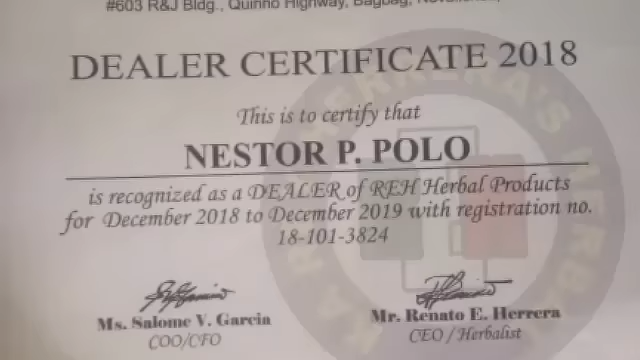 #603 R&J Bldg., Quirino Highway, Bagbag,
DEALER CERTIFICATE 2018
This is to certify that
NESTOR P. POLO
is recognized as a DEALER of REH Herbal Products
for December 2018 to December 2019 with registration no.
18-101-3824
Ms. Salome V. Garcia
Mr. Renato E. Herrera
COO/CFO
CEO / Herbalist